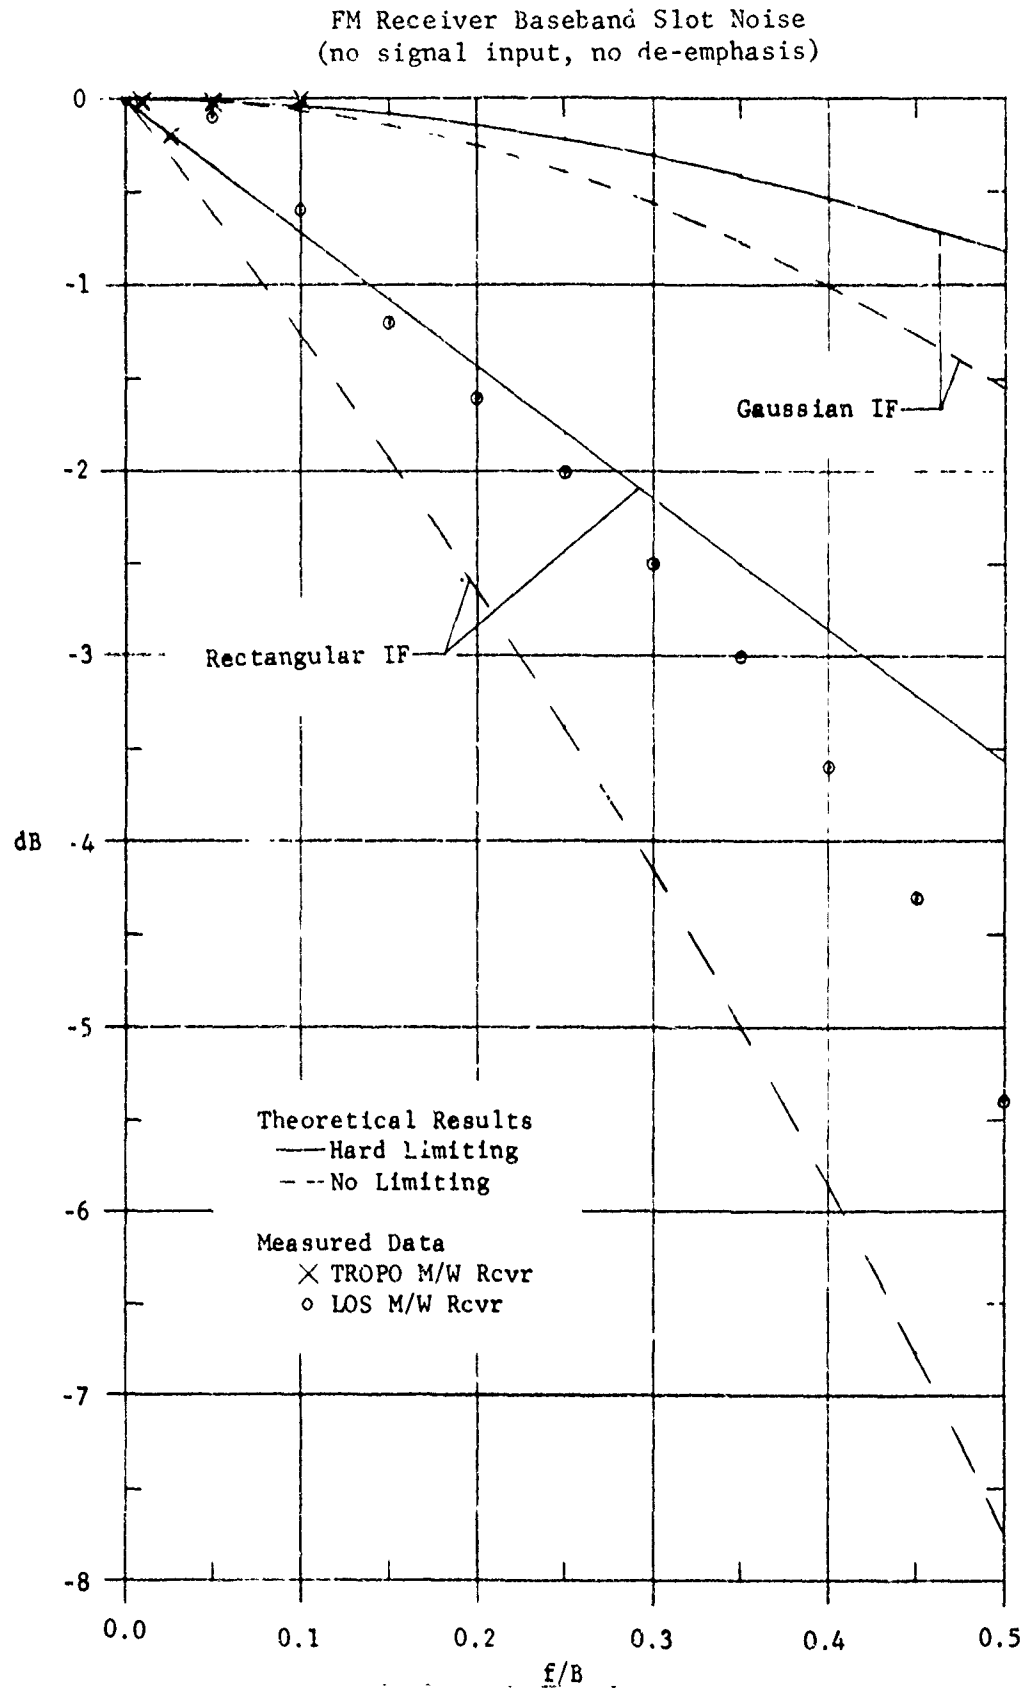 FM Receiver Baseband Slot Noise
(no signal input, no de-emphasis)
0
-1
Gaussian IF
-2
Rectangular IF
-3
dB
-4
-5
Theoretical Results
Hard Limiting
No Limiting
-6
Measured Data
TROPO M/W Rcvr
LOS M/W Rcvr
-7
-8
0.0 0.1 0.2 0.3 0.4 0.5
f/B